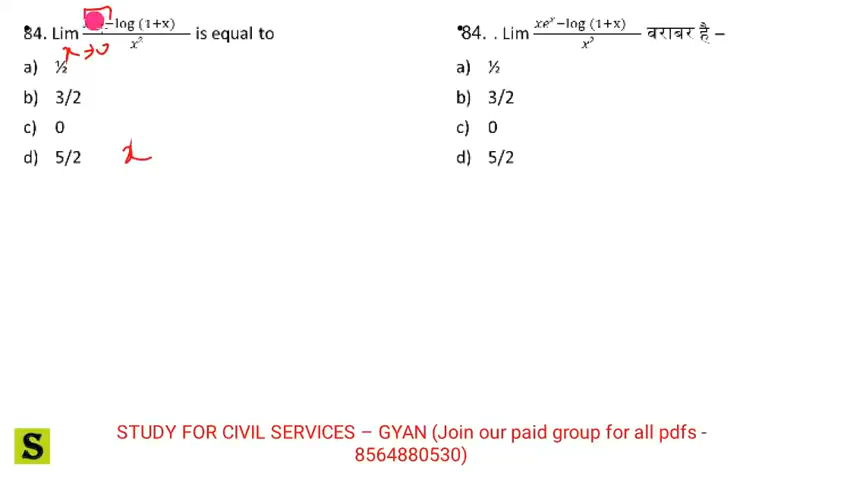 •84. Lim –log (1+x) / x² is equal to
x→0
a) ½
b) 3/2
c) 0
d) 5/2 x
•84. . Lim xeˣ–log (1+x) / x² बराबर है –
a) ½
b) 3/2
c) 0
d) 5/2
S
STUDY FOR CIVIL SERVICES – GYAN (Join our paid group for all pdfs -
8564880530)